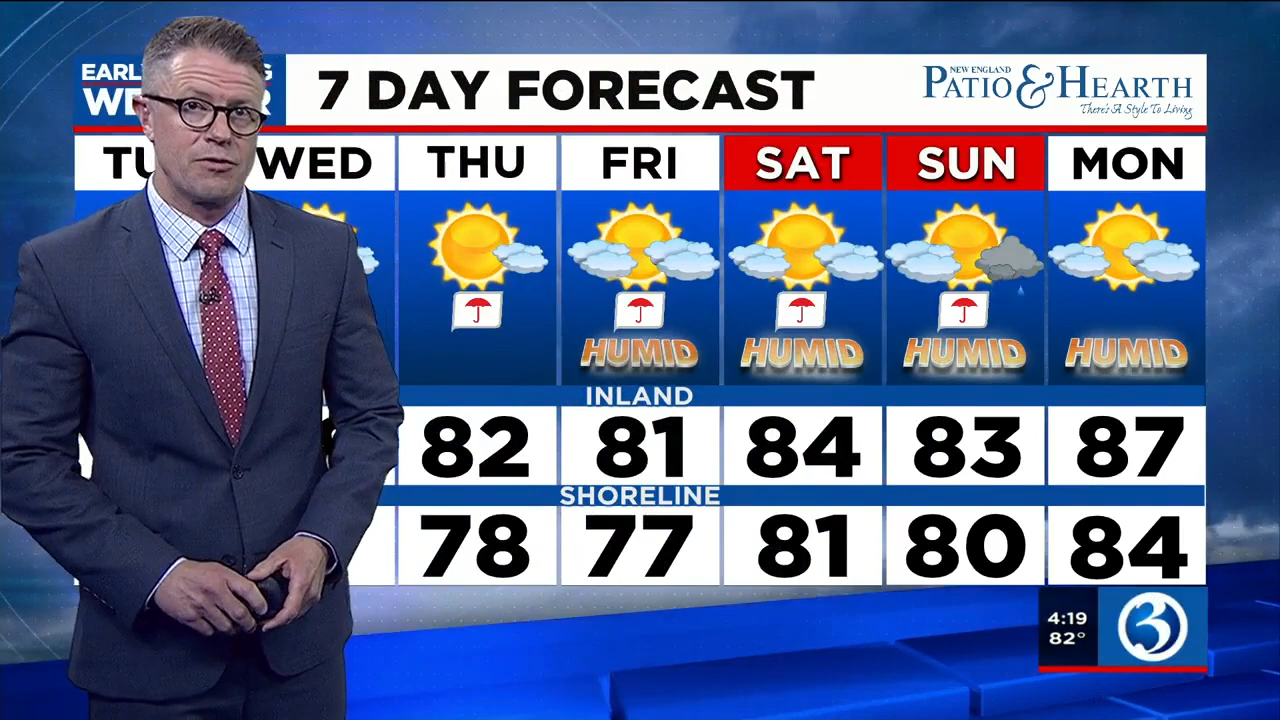 7 DAY FORECAST
NEW ENGLAND
PATIO & HEARTH
There's A Style To Living
WED THU FRI SAT SUN MON
HUMID HUMID HUMID HUMID
INLAND
82 81 84 83 87
SHORELINE
78 77 81 80 84
4:19
82°
3